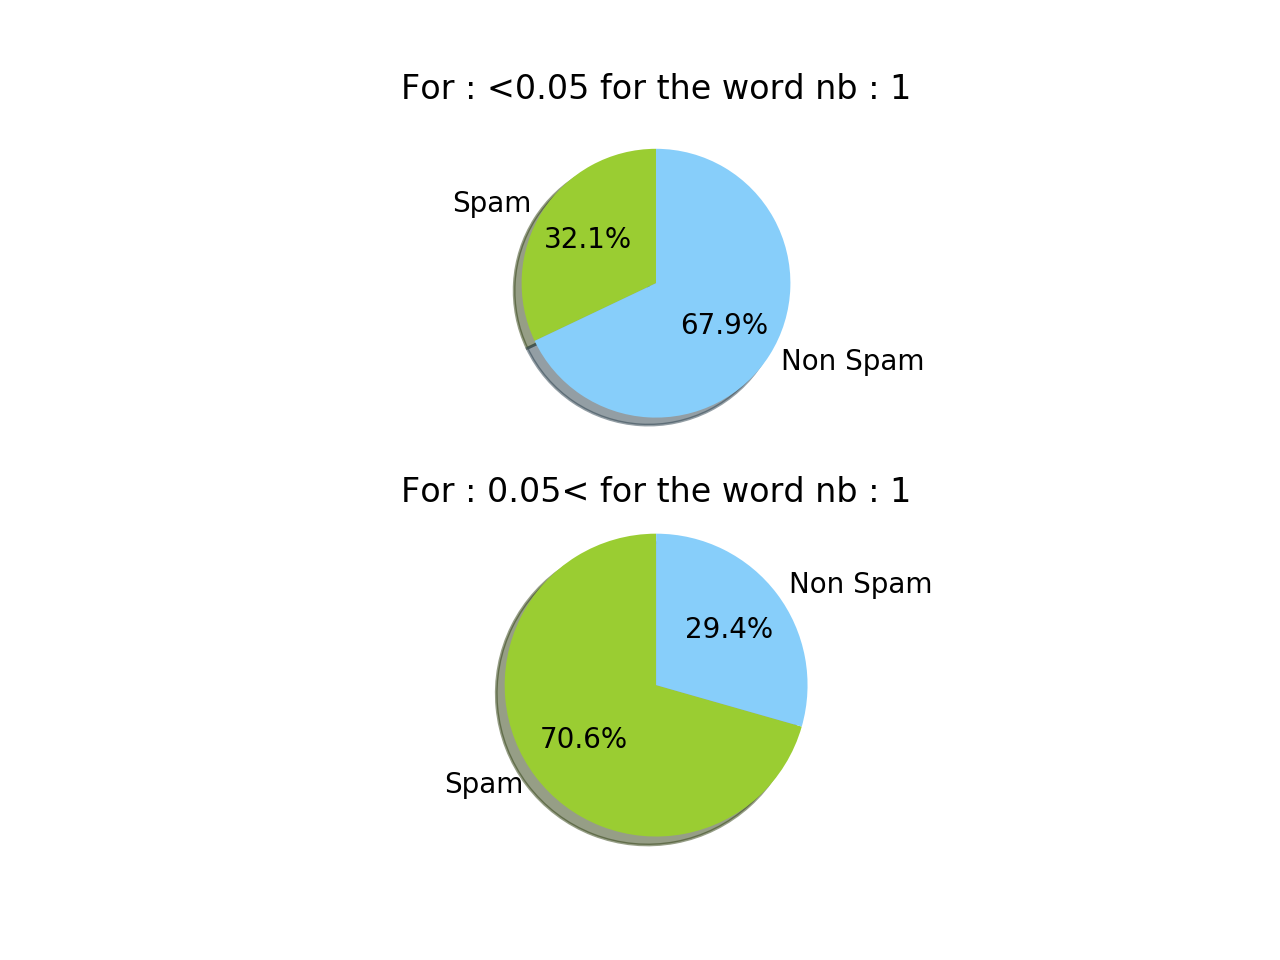 For : <0.05 for the word nb : 1
Spam
32.1%
67.9%
Non Spam
For : 0.05< for the word nb : 1
Non Spam
29.4%
70.6%
Spam